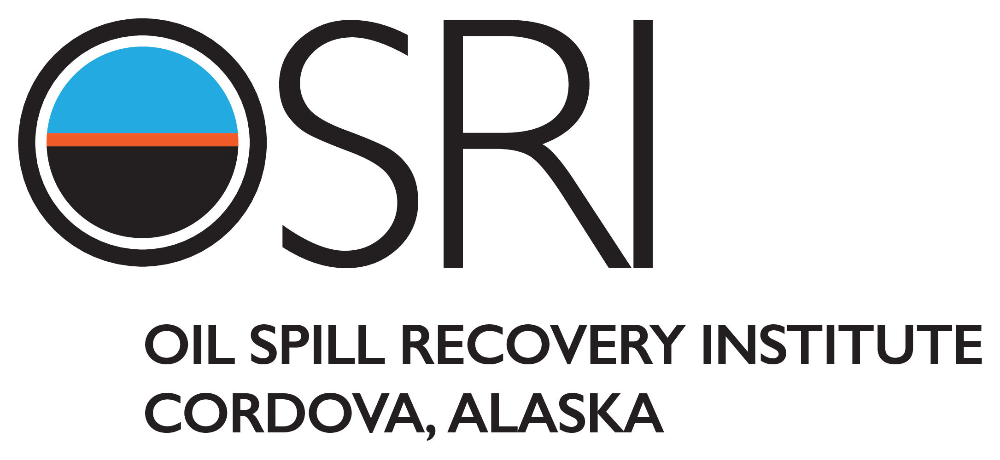 OSRI
OIL SPILL RECOVERY INSTITUTE
CORDOVA, ALASKA